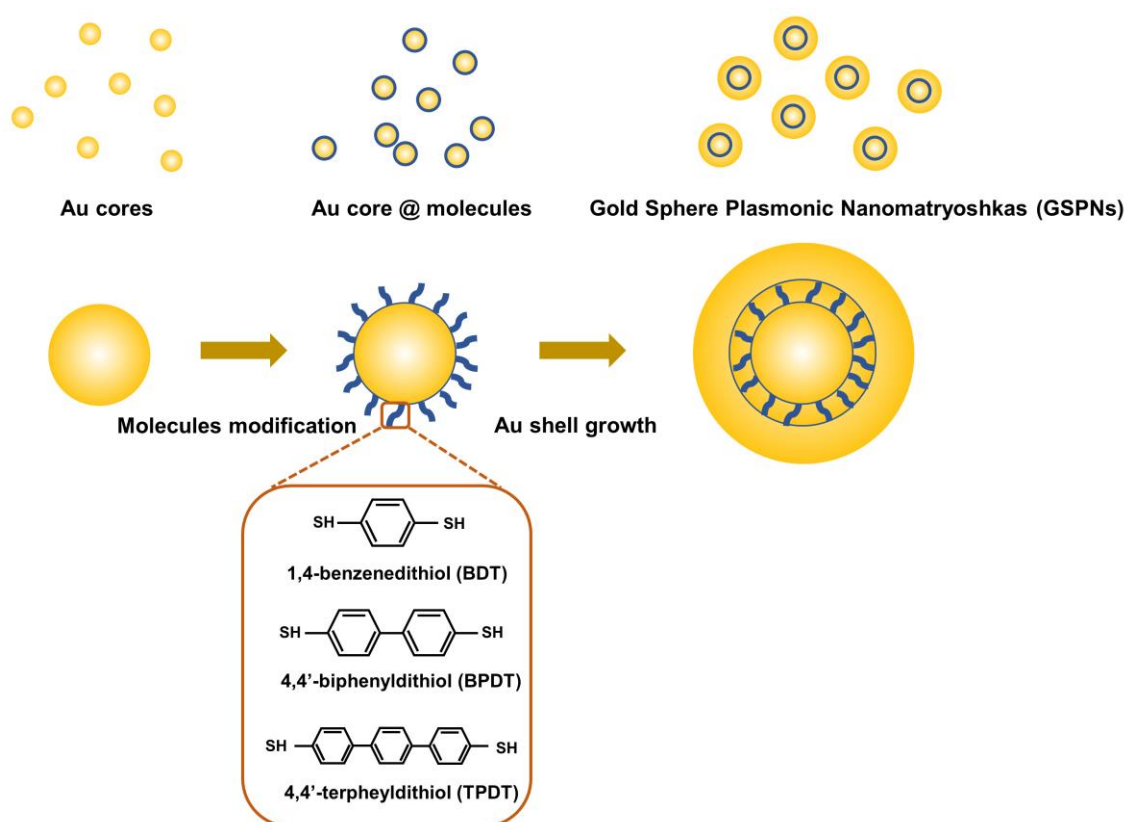 Au cores
Au core @ molecules
Gold Sphere Plasmonic Nanomatryoshkas (GSPNs)
Molecules modification
Au shell growth
SH
SH
1,4-benzenedithiol (BDT)
SH
SH
4,4’-biphenyldithiol (BPDT)
SH
SH
4,4’-terpheyldithiol (TPDT)